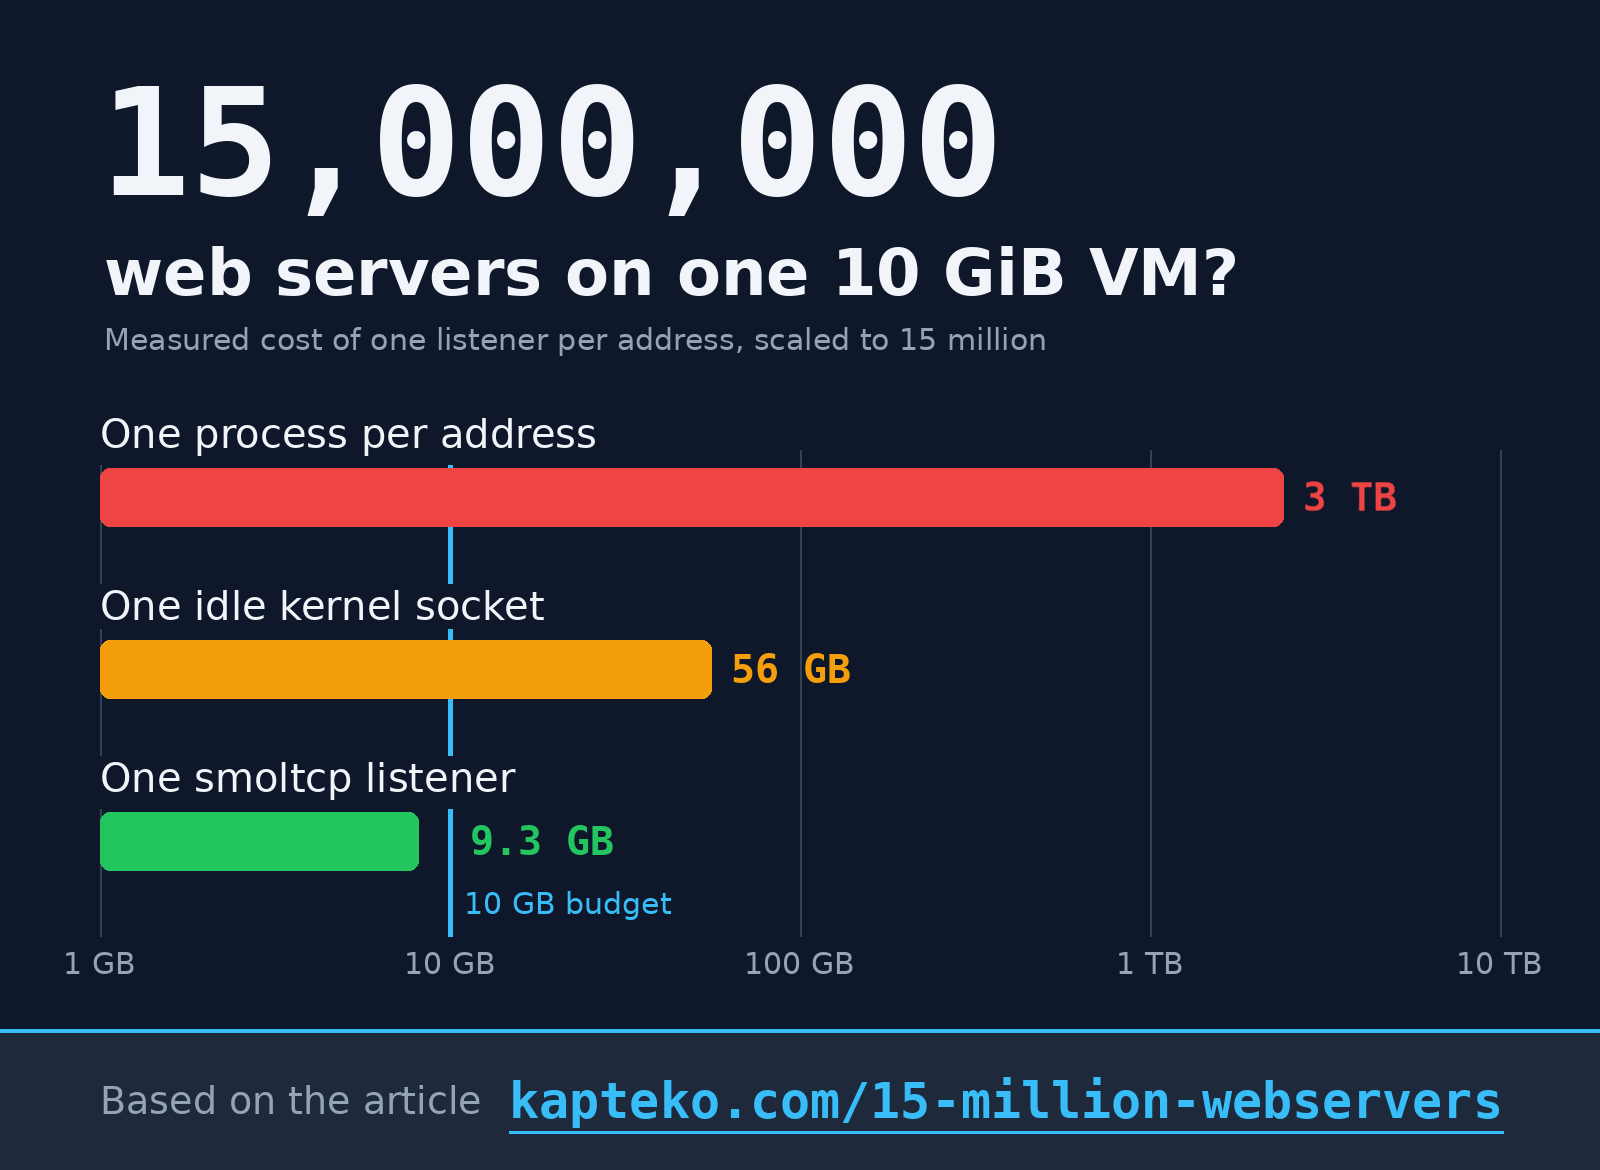 15,000,000
web servers on one 10 GiB VM?
Measured cost of one listener per address, scaled to 15 million
One process per address
3 TB
One idle kernel socket
56 GB
One smoltcp listener
9.3 GB
10 GB budget
1 GB 10 GB 100 GB 1 TB 10 TB
Based on the article kapteko.com/15-million-webservers